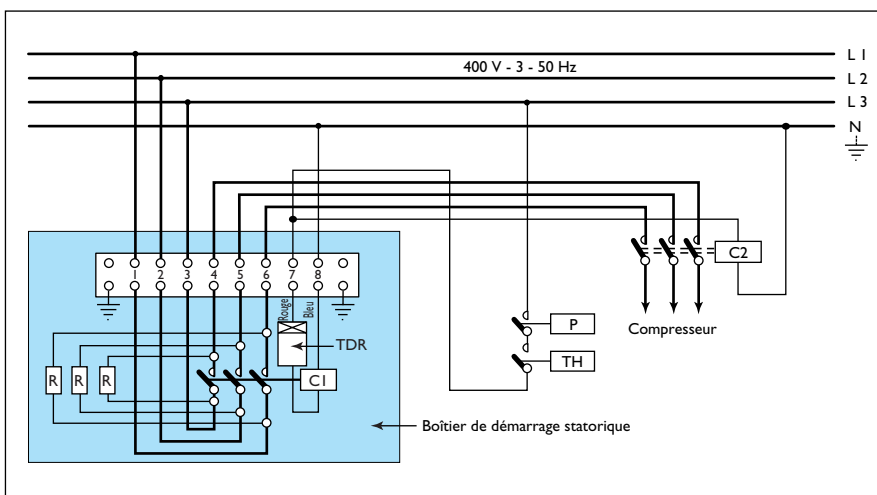 400 V - 3 - 50 Hz
L 1
L 2
L 3
N
1 2 3 4 5 6 7 8
C2
Rouge
Bleu
P
Compresseur
TDR
TH
R R R
C1
Boîtier de démarrage statorique